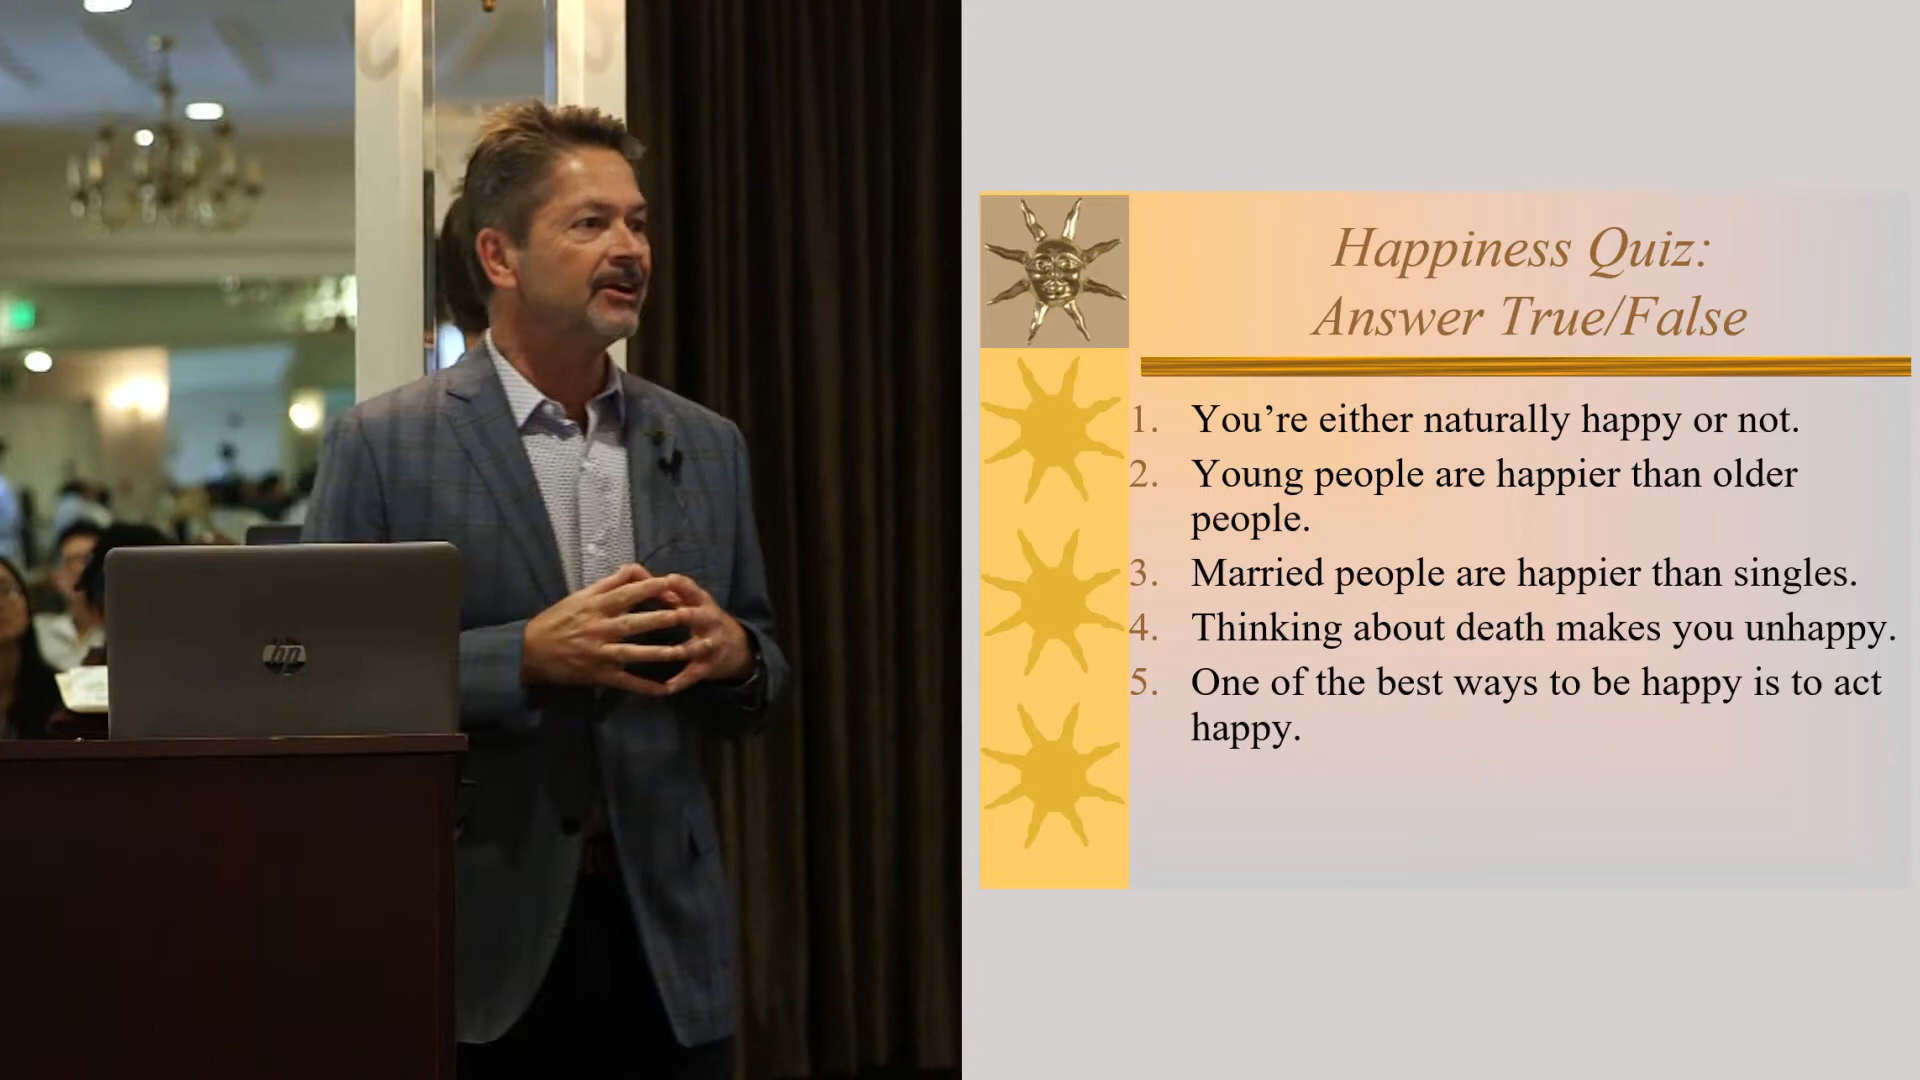 hp
Happiness Quiz:
Answer True/False
1. You’re either naturally happy or not.
2. Young people are happier than older
people.
3. Married people are happier than singles.
4. Thinking about death makes you unhappy.
5. One of the best ways to be happy is to act
happy.